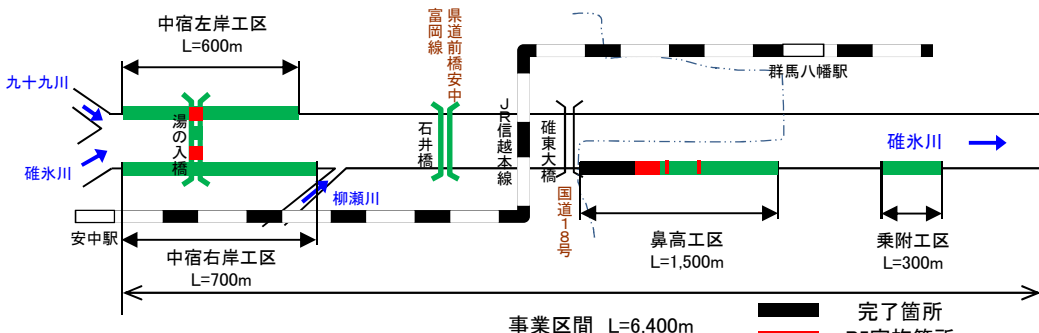 中宿左岸工区
L=600m
九十九川
碓氷川
湯の入橋
県道前橋安中
富岡線
石井橋
JR信越本線
碓東大橋
国道18号
群馬八幡駅
碓氷川
柳瀬川
安中駅
中宿右岸工区
L=700m
鼻高工区
L=1,500m
乗附工区
L=300m
事業区間 L=6.400m
完了箇所